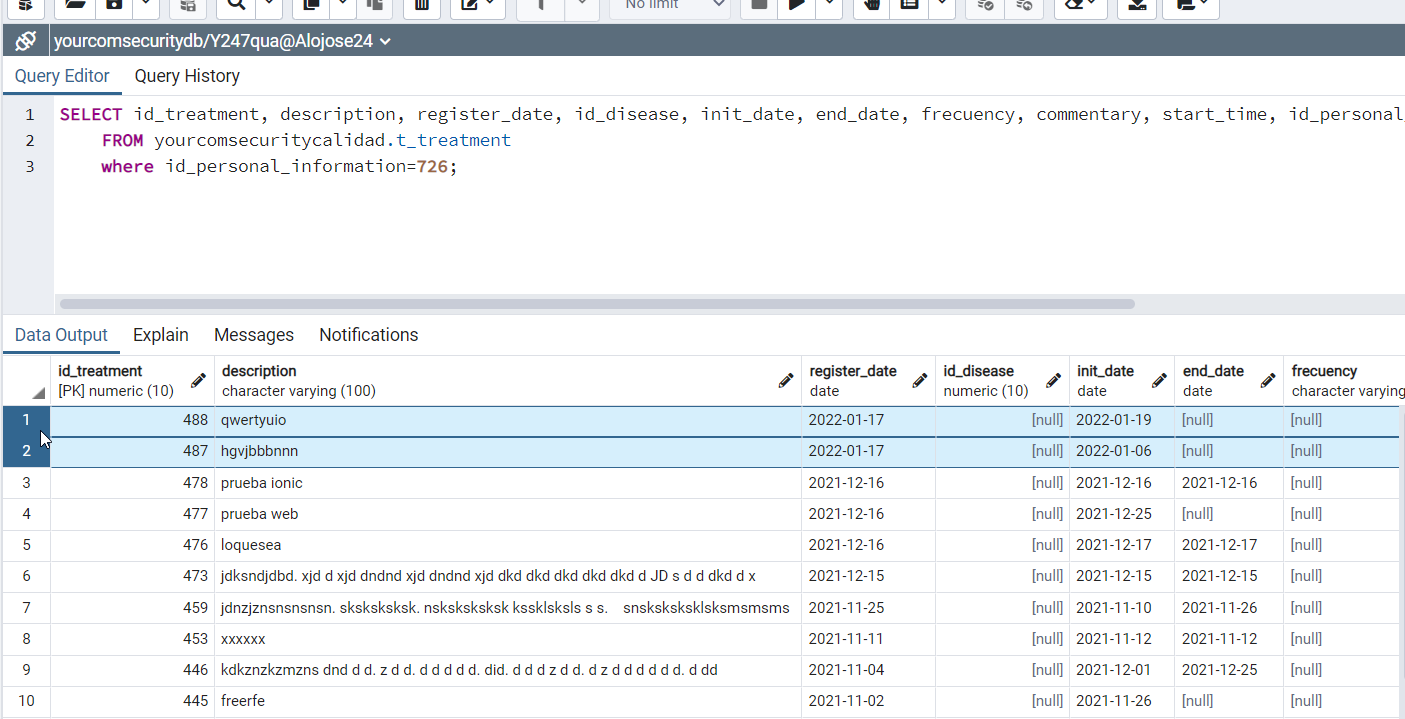 No limit
yourcomsecuritydb/Y247qua@Alojose24
Query Editor Query History
1 SELECT id_treatment, description, register_date, id_disease, init_date, end_date, frecuency, commentary, start_time, id_personal
2 FROM yourcomsecuritycalidad.t_treatment
3 where id_personal_information=726;
Data Output Explain Messages Notifications
id_treatment description register_date id_disease init_date end_date frecuency
[PK] numeric (10) character varying (100) date numeric (10) date date character varying
1 488 qwertyuio 2022-01-17 [null] 2022-01-19 [null] [null]
2 487 hgvjbbbnnn 2022-01-17 [null] 2022-01-06 [null] [null]
3 478 prueba ionic 2021-12-16 [null] 2021-12-16 2021-12-16 [null]
4 477 prueba web 2021-12-16 [null] 2021-12-25 [null] [null]
5 476 loquesea 2021-12-16 [null] 2021-12-17 2021-12-17 [null]
6 473 jdksndjdbd. xjd d xjd dndnd xjd dndnd xjd dkd dkd dkd dkd dkd d JD s d d dkd d x 2021-12-15 [null] 2021-12-15 2021-12-15 [null]
7 459 jdnzjznsnsnsnsn. sksksksksk. nsksksksksk kssklsksls s s. snsksksksklsksmsmsms 2021-11-25 [null] 2021-11-10 2021-11-26 [null]
8 453 xxxxxx 2021-11-11 [null] 2021-11-12 2021-11-12 [null]
9 446 kdkznzkzmzns dnd d d. z d d. d d d d d. did. d d d z d d. d z d d d d d d. d dd 2021-11-04 [null] 2021-12-01 2021-12-25 [null]
10 445 freerfe 2021-11-02 [null] 2021-11-26 [null] [null]